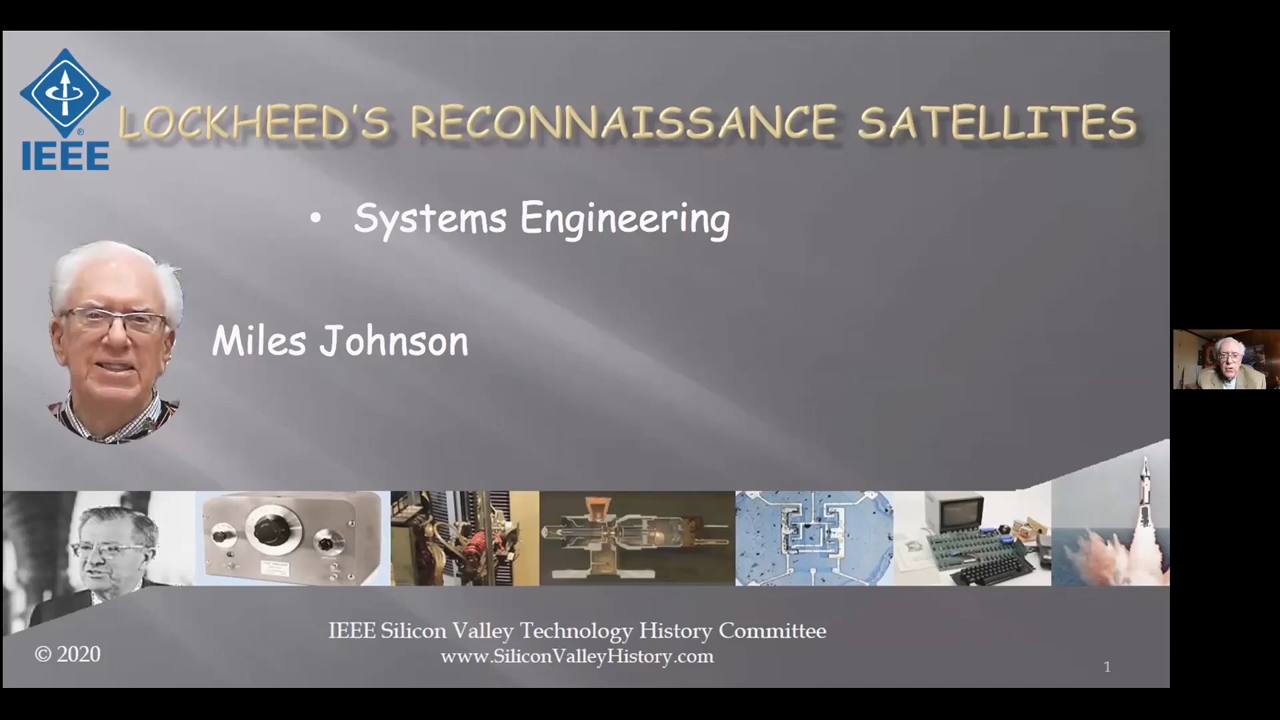 IEEE
LOCKHEED'S RECONNAISSANCE SATELLITES
• Systems Engineering
Miles Johnson
IEEE Silicon Valley Technology History Committee
© 2020
www.SiliconValleyHistory.com
1